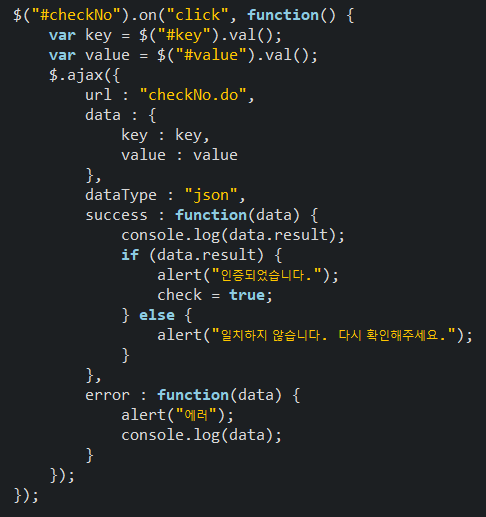 $("#checkNo").on("click", function() {
    var key = $("#key").val();
    var value = $("#value").val();
    $.ajax({
        url : "checkNo.do",
        data : {
            key : key,
            value : value
        },
        dataType : "json",
        success : function(data) {
            console.log(data.result);
            if (data.result) {
                alert("인증되었습니다.");
                check = true;
            } else {
                alert("일치하지 않습니다. 다시 확인해주세요.");
            }
        },
        error : function(data) {
            alert("에러");
            console.log(data);
        }
    });
});